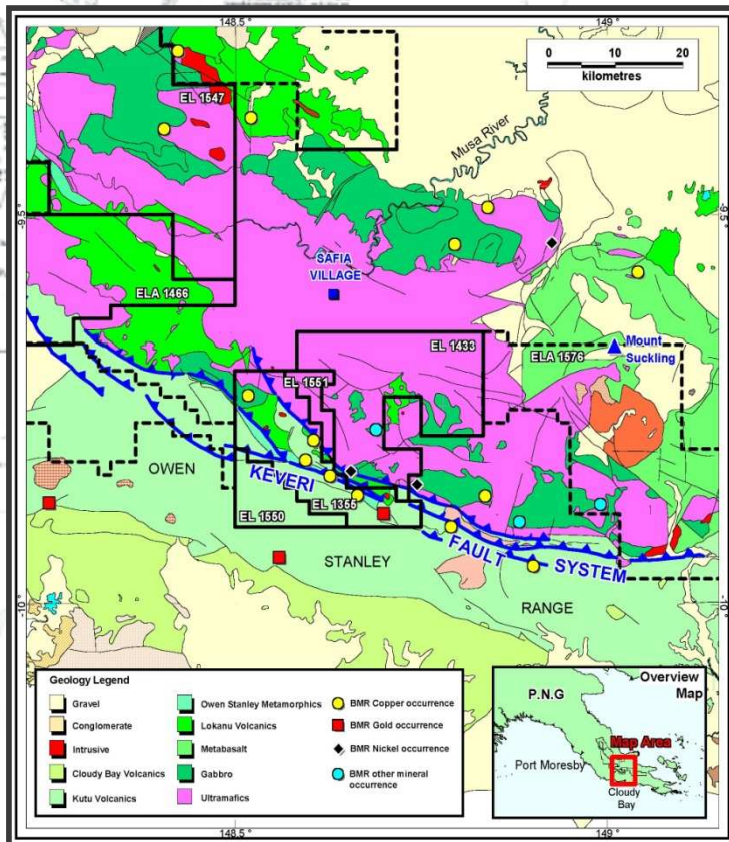 148.5°
149°
0 10 20
kilometres
EL 1547
Musa River
-9.5
-9.5
SAFIA
VILLAGE
ELA 1466
EL 1433
ELA 1576
Mount
Suckling
EL 1551
OWEN
KEVERI
EL 1355
EL 1550
FAULT
SYSTEM
STANLEY
RANGE
-10
-10
Geology Legend
Gravel
Conglomerate
Intrusive
Cloudy Bay Volcanics
Kutu Volcanics
Owen Stanley Metamorphics
Lokanu Volcanics
Metabasalt
Gabbro
Ultramafics
BMR Copper occurrence
BMR Gold occurrence
BMR Nickel occurrence
BMR other mineral
occurrence
Overview
Map
P.N.G
Map Area
Port Moresby
Cloudy
Bay
148.5°
149°